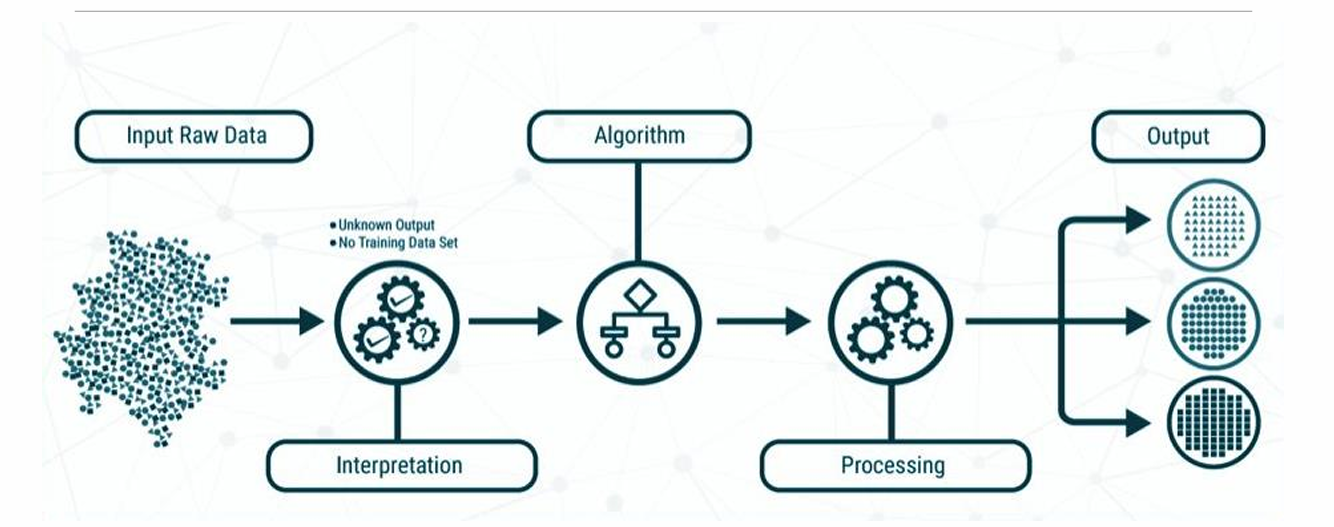 Input Raw Data
Algorithm
Output
• Unknown Output
• No Training Data Set
?
Interpretation
Processing